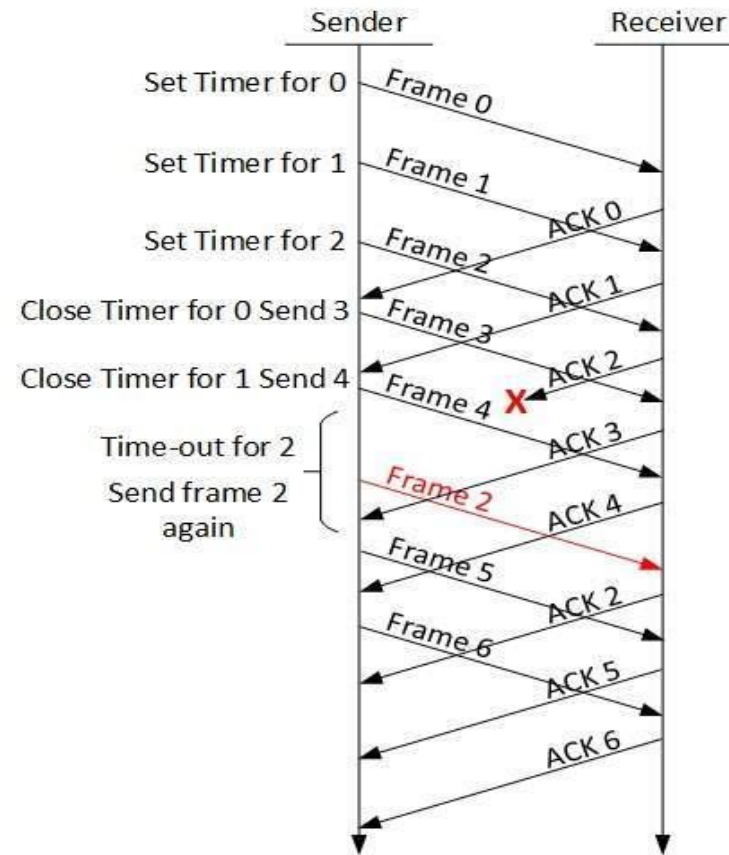 Sender
Receiver
Set Timer for 0
Frame 0
Set Timer for 1
Frame 1
ACK 0
Set Timer for 2
Frame 2
ACK 1
Close Timer for 0 Send 3
Frame 3
ACK 2
Close Timer for 1 Send 4
Frame 4
X
ACK 3
Time-out for 2
Send frame 2
again
Frame 2
ACK 4
Frame 5
ACK 2
Frame 6
ACK 5
ACK 6